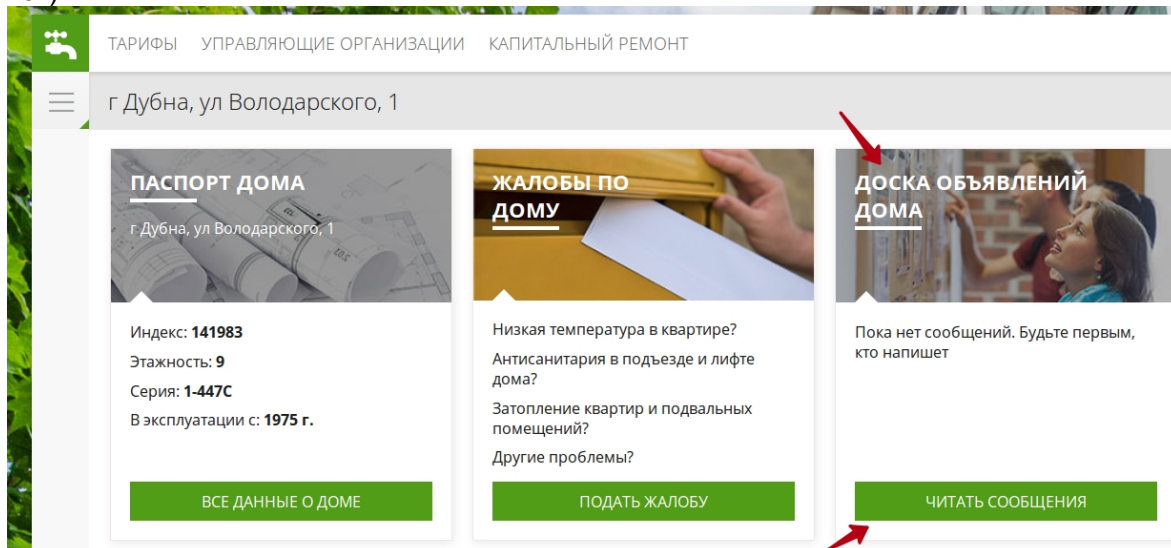 ТАРИФЫ УПРАВЛЯЮЩИЕ ОРГАНИЗАЦИИ КАПИТАЛЬНЫЙ РЕМОНТ
г Дубна, ул Володарского, 1
ПАСПОРТ ДОМА
г Дубна, ул Володарского, 1
Индекс: 141983
Этажность: 9
Серия: 1-447С
В эксплуатации с: 1975 г.
ВСЕ ДАННЫЕ О ДОМЕ
ЖАЛОБЫ ПО
ДОМУ
Низкая температура в квартире?
Антисанитария в подъезде и лифте
дома?
Затопление квартир и подвальных
помещений?
Другие проблемы?
ПОДАТЬ ЖАЛОБУ
ДОСКА ОБЪЯВЛЕНИЙ
ДОМА
Пока нет сообщений. Будьте первым,
кто напишет
ЧИТАТЬ СООБЩЕНИЯ